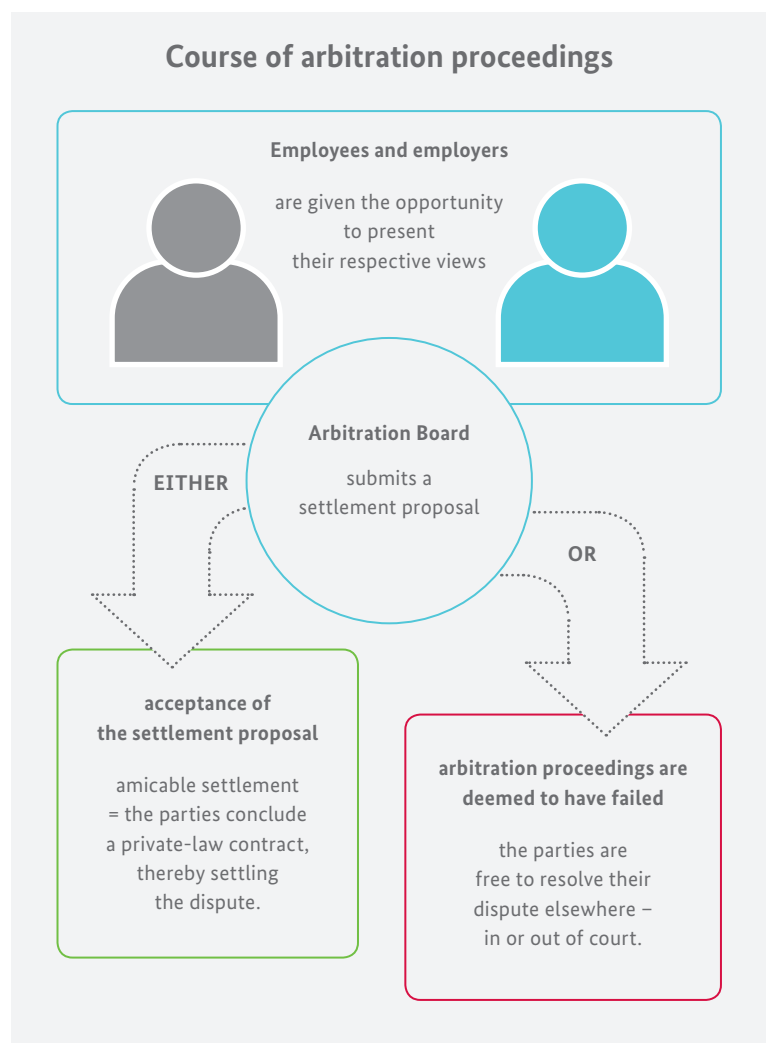 Course of arbitration proceedings
Employees and employers
are given the opportunity
to present
their respective views
Arbitration Board
submits a
settlement proposal
EITHER
OR
acceptance of
the settlement proposal
amicable settlement
= the parties conclude
a private-law contract,
thereby settling
the dispute.
arbitration proceedings are
deemed to have failed
the parties are
free to resolve their
dispute elsewhere –
in or out of court.